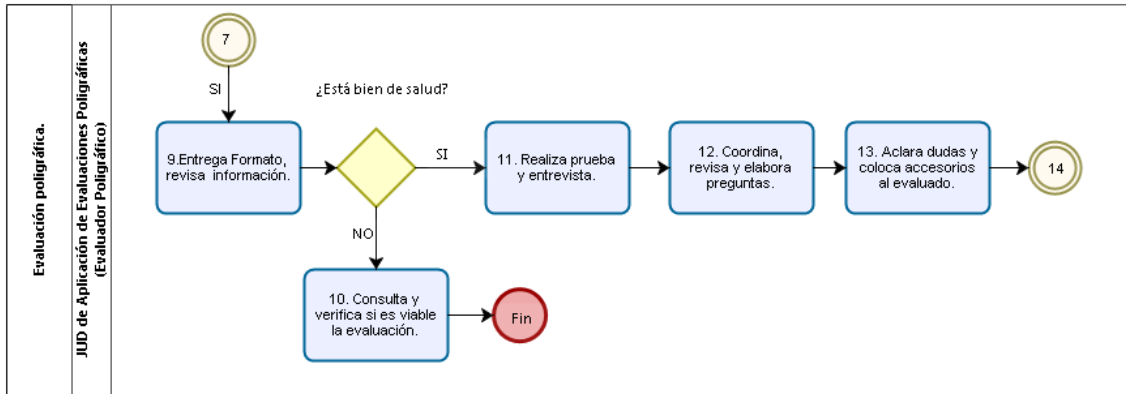 Evaluación poligráfica.
JUD de Aplicación de Evaluaciones Poligráficas
(Evaluador Poligráfico)
7
SI
¿Está bien de salud?
9.Entrega Formato,
revisa información.
SI
11. Realiza prueba
y entrevista.
12. Coordina,
revisa y elabora
preguntas.
13. Aclara dudas y
coloca accesorios
al evaluado.
14
NO
10. Consulta y
verifica si es viable
la evaluación.
Fin